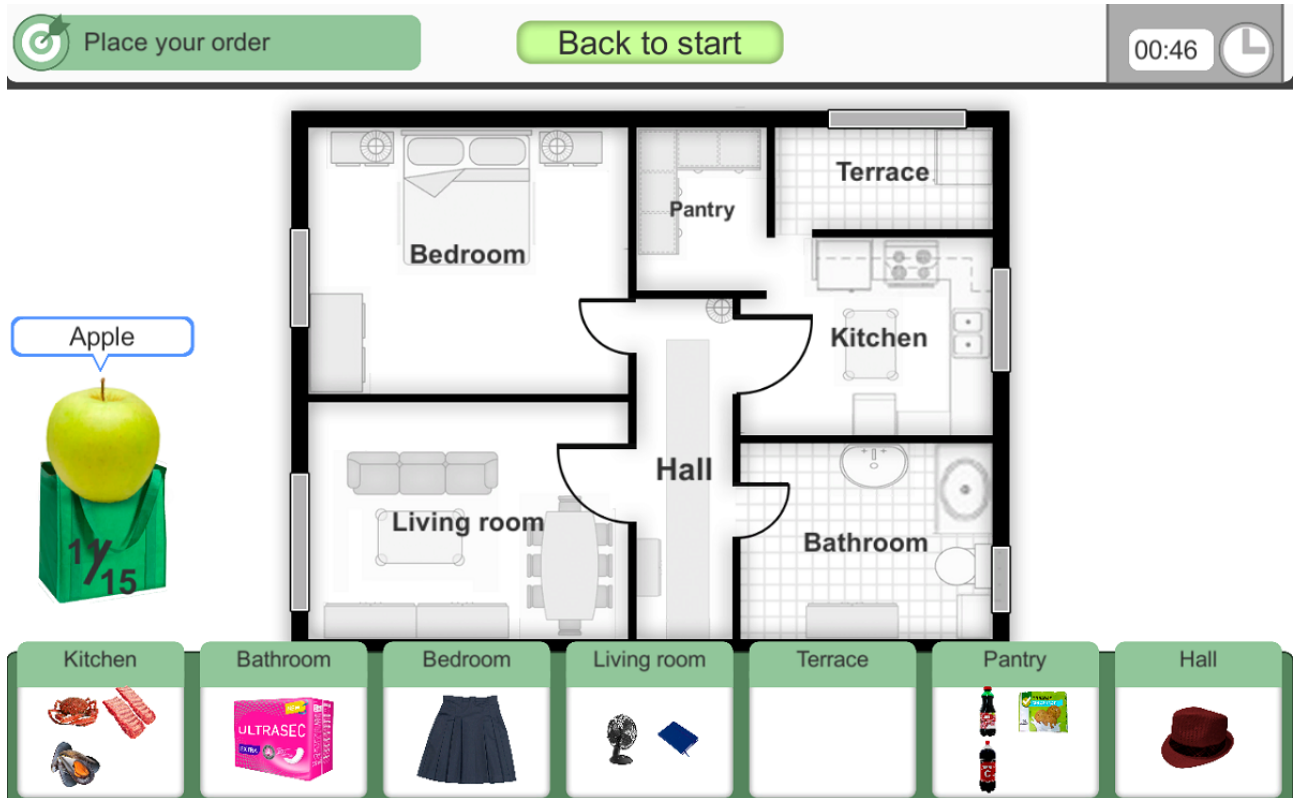 Place your order
Back to start
00:46
Terrace
Pantry
Bedroom
Apple
Kitchen
Hall
Living room
Bathroom
11/15
Kitchen
Bathroom
Bedroom
Living room
Terrace
Pantry
Hall
ULTRASEC